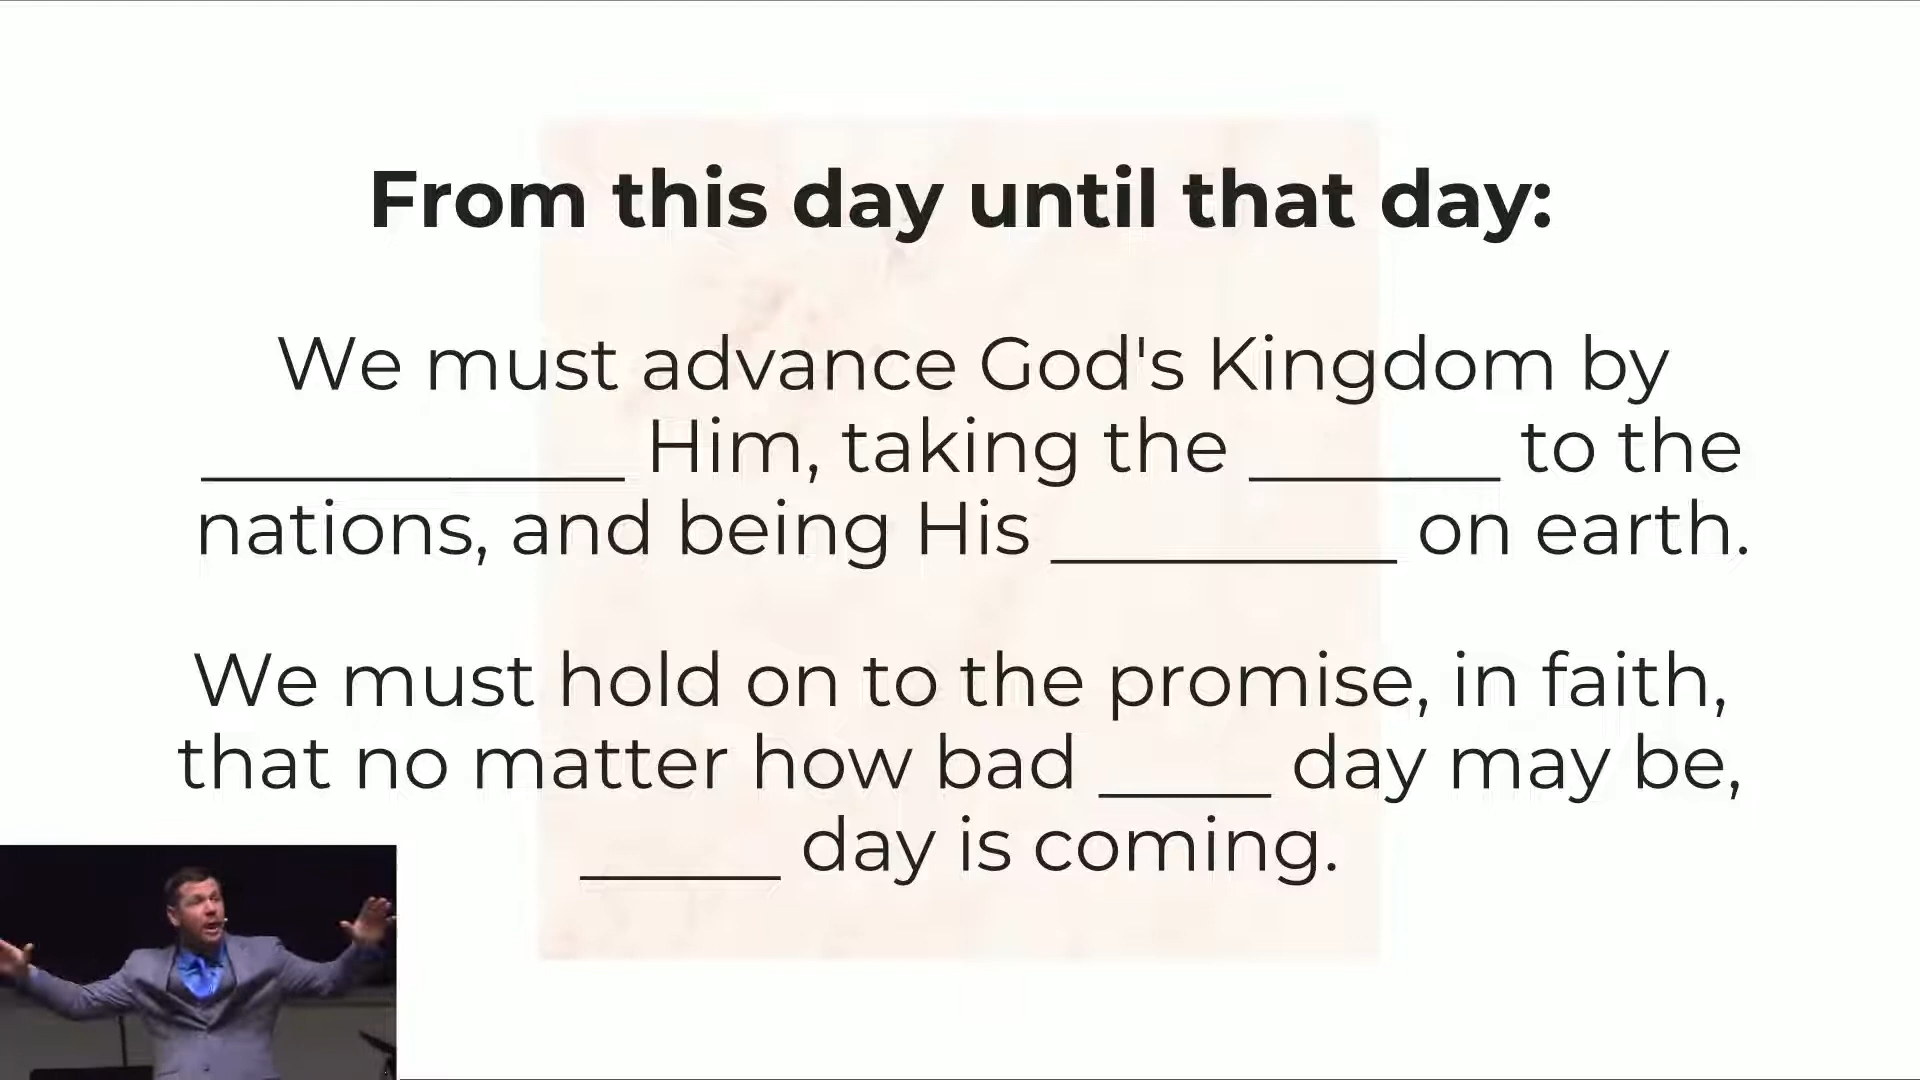 From this day until that day:
We must advance God's Kingdom by
____________ Him, taking the _______ to the
nations, and being His __________ on earth.
We must hold on to the promise, in faith,
that no matter how bad _____ day may be,
______ day is coming.